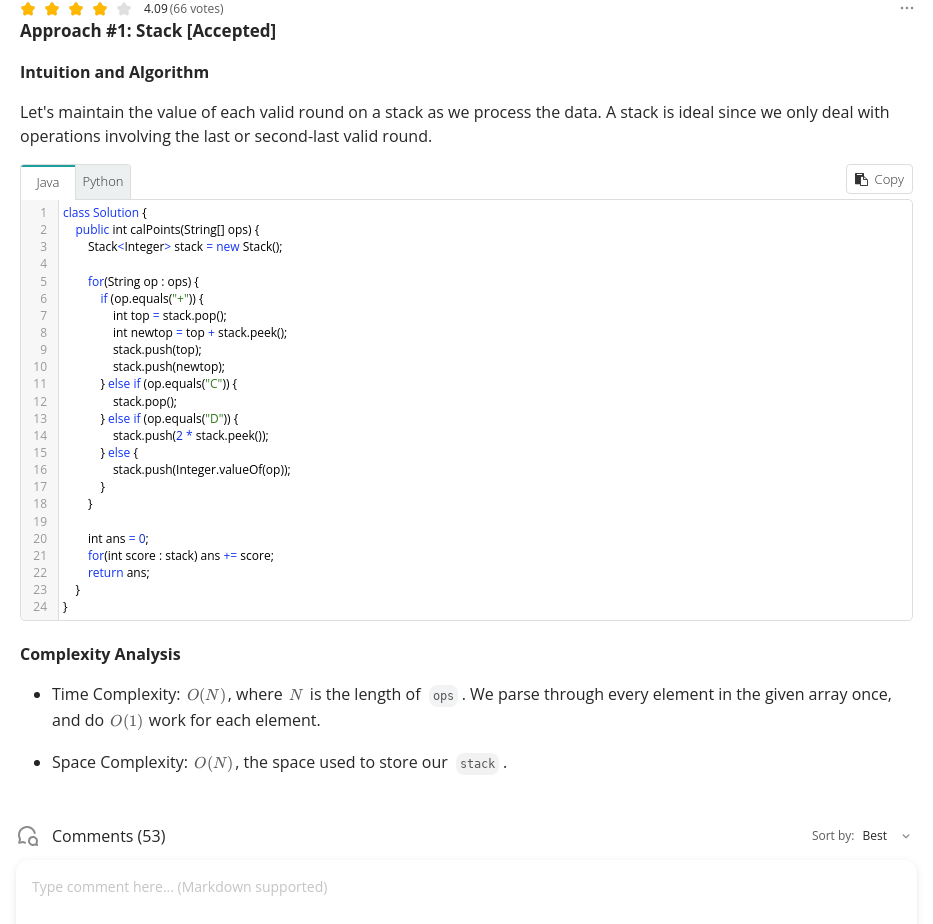 4.09 (66 votes)
Approach #1: Stack [Accepted]
Intuition and Algorithm
Let's maintain the value of each valid round on a stack as we process the data. A stack is ideal since we only deal with
operations involving the last or second-last valid round.
Java Python Copy
1 class Solution {
2     public int calPoints(String[] ops) {
3         Stack<Integer> stack = new Stack();
4
5         for(String op : ops) {
6             if (op.equals("+")) {
7                 int top = stack.pop();
8                 int newtop = top + stack.peek();
9                 stack.push(top);
10                 stack.push(newtop);
11             } else if (op.equals("C")) {
12                 stack.pop();
13             } else if (op.equals("D")) {
14                 stack.push(2 * stack.peek());
15             } else {
16                 stack.push(Integer.valueOf(op));
17             }
18         }
19
20         int ans = 0;
21         for(int score : stack) ans += score;
22         return ans;
23     }
24 }
Complexity Analysis
• Time Complexity: O(N), where N is the length of ops . We parse through every element in the given array once,
and do O(1) work for each element.
• Space Complexity: O(N), the space used to store our stack .
Comments (53) Sort by: Best
Type comment here... (Markdown supported)